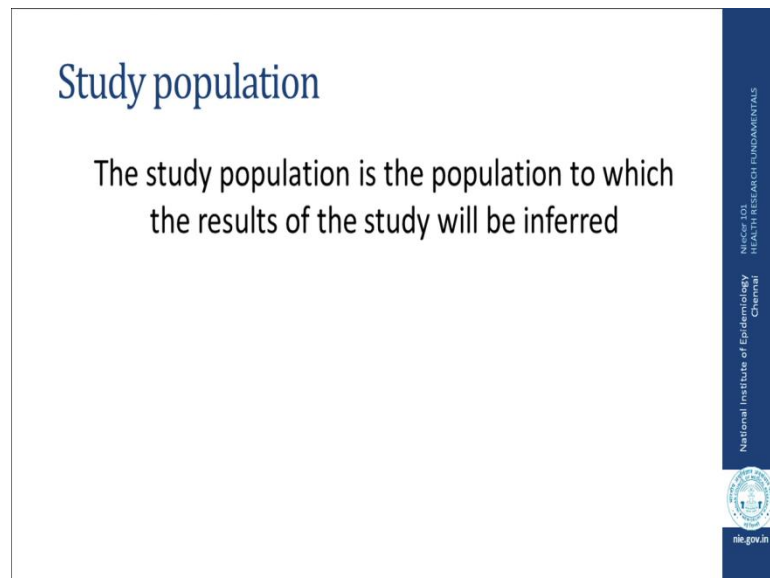 Study population
The study population is the population to which
the results of the study will be inferred
NIeCer 101
HEALTH RESEARCH FUNDAMENTALS
National Institute of Epidemiology
Chennai
nie.gov.in